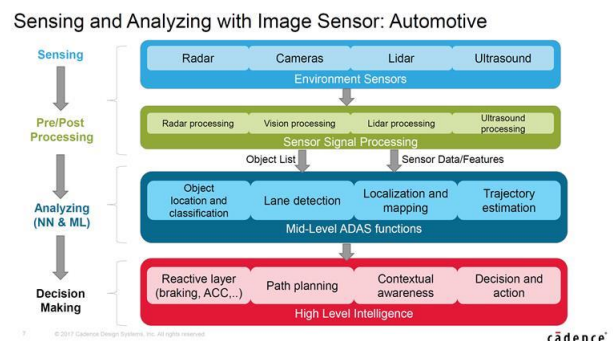 Sensing and Analyzing with Image Sensor: Automotive
Sensing
Radar
Cameras
Lidar
Ultrasound
Environment Sensors
Pre/Post
Processing
Radar processing
Vision processing
Lidar processing
Ultrasound
processing
Sensor Signal Processing
Object List
Sensor Data/Features
Analyzing
(NN & ML)
Object
location and
classification
Lane detection
Localization and
mapping
Trajectory
estimation
Mid-Level ADAS functions
Decision
Making
Reactive layer
(braking, ACC,..)
Path planning
Contextual
awareness
Decision and
action
High Level Intelligence
7
© 2017 Cadence Design Systems, Inc. All rights reserved.
cādence®